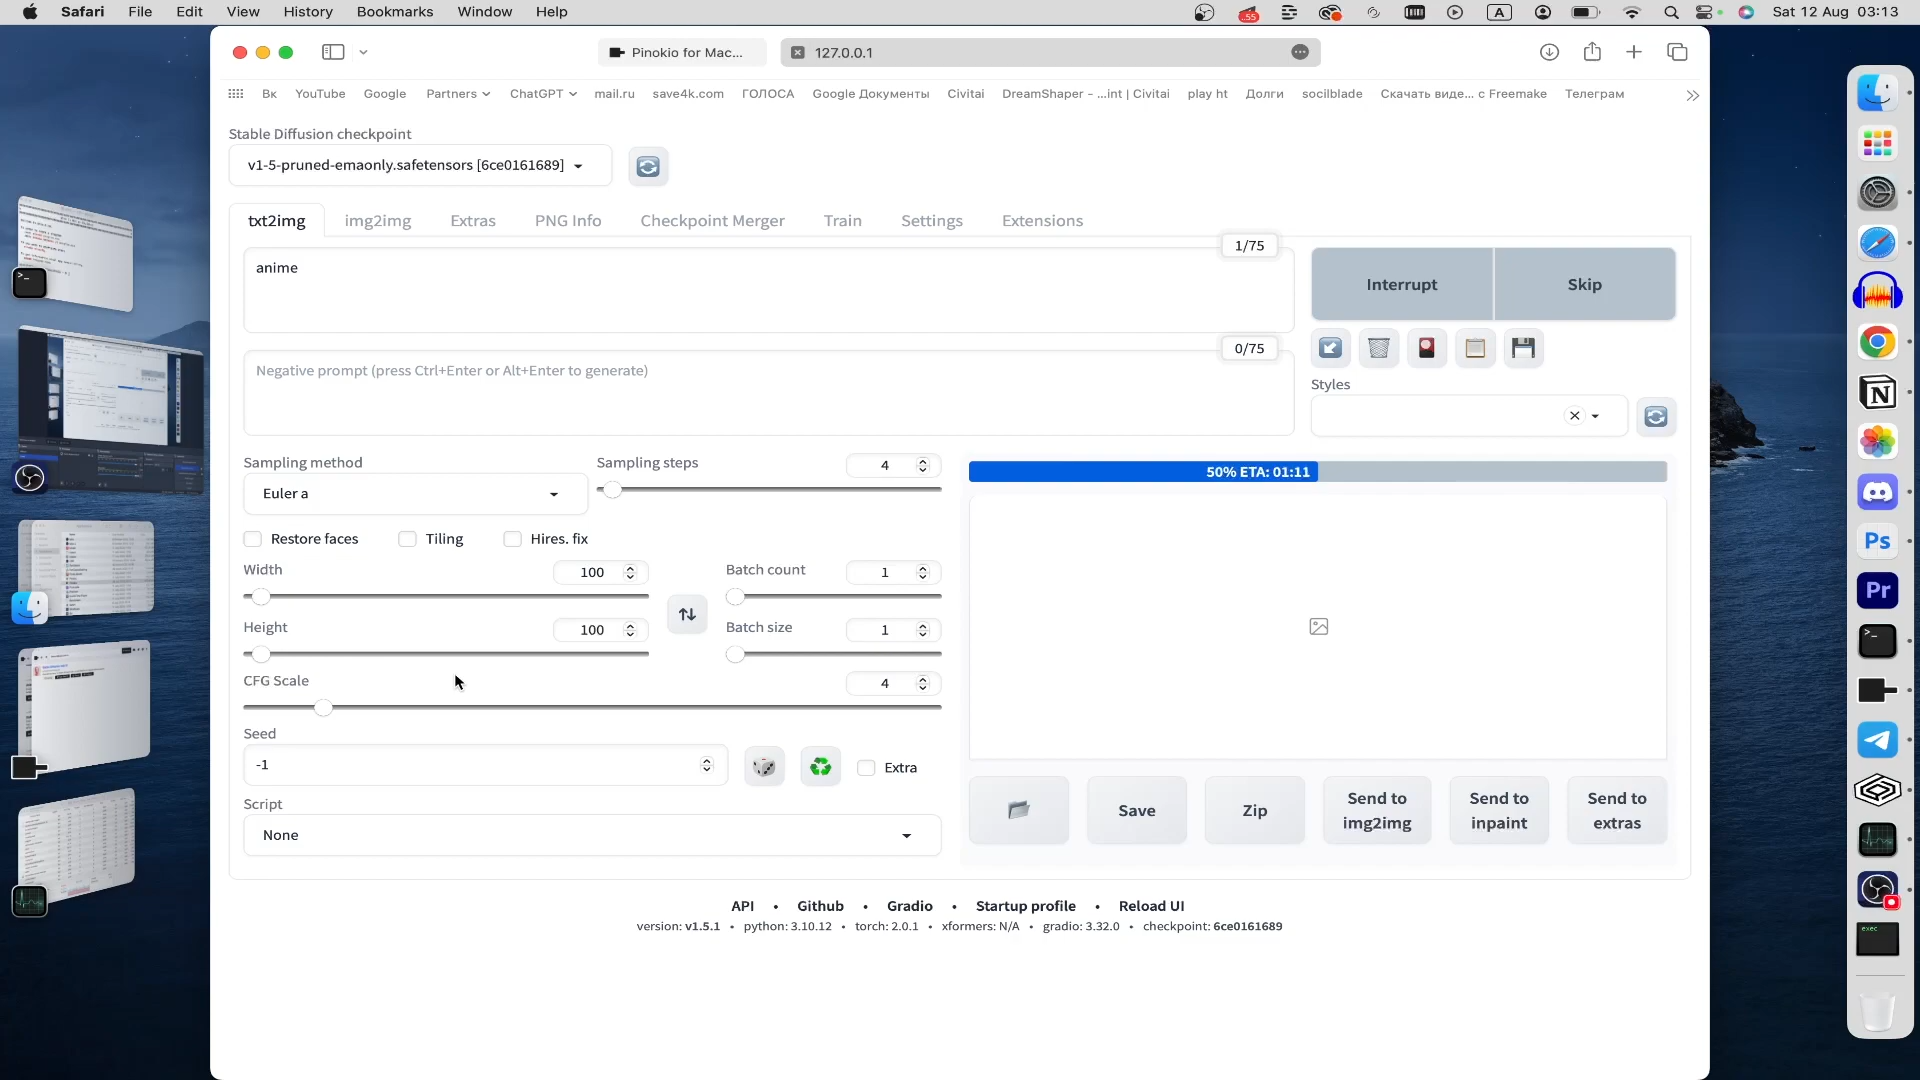 Safari File Edit View History Bookmarks Window Help
.55 A Sat 12 Aug 03:13
Pinokio for Mac...
127.0.0.1
Вк YouTube Google Partners ChatGPT mail.ru save4k.com ГОЛОСА Google Документы Civitai DreamShaper - ...int | Civitai play ht Долги socilblade Скачать виде... с Freemake Телеграм
Stable Diffusion checkpoint
v1-5-pruned-emaonly.safetensors [6ce0161689]
txt2img img2img Extras PNG Info Checkpoint Merger Train Settings Extensions
1/75
anime
Interrupt Skip
0/75
Negative prompt (press Ctrl+Enter or Alt+Enter to generate)
Styles
Sampling method
Euler a
Sampling steps
4
50% ETA: 01:11
Restore faces Tiling Hires. fix
Width
100
Batch count
1
Height
100
Batch size
1
CFG Scale
4
Seed
-1
Extra
Script
None
Save
Zip
Send to img2img
Send to inpaint
Send to extras
API • Github • Gradio • Startup profile • Reload UI
version: v1.5.1 • python: 3.10.12 • torch: 2.0.1 • xformers: N/A • gradio: 3.32.0 • checkpoint: 6ce0161689
Ps
Pr
exec